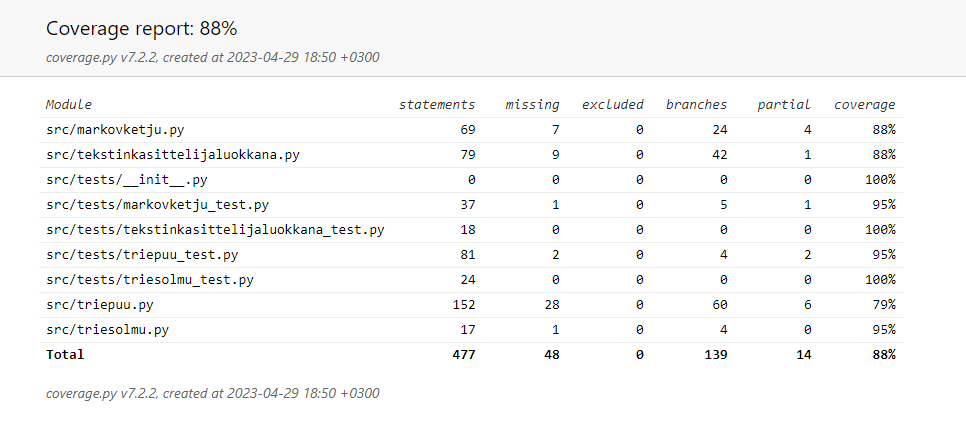 Coverage report: 88%
coverage.py v7.2.2, created at 2023-04-29 18:50 +0300
Module statements missing excluded branches partial coverage
src/markovketju.py 69 7 0 24 4 88%
src/tekstinkasittelijaluokkana.py 79 9 0 42 1 88%
src/tests/__init__.py 0 0 0 0 0 100%
src/tests/markovketju_test.py 37 1 0 5 1 95%
src/tests/tekstinkasittelijaluokkana_test.py 18 0 0 0 0 100%
src/tests/triepuu_test.py 81 2 0 4 2 95%
src/tests/triesolmu_test.py 24 0 0 0 0 100%
src/triepuu.py 152 28 0 60 6 79%
src/triesolmu.py 17 1 0 4 0 95%
Total 477 48 0 139 14 88%
coverage.py v7.2.2, created at 2023-04-29 18:50 +0300